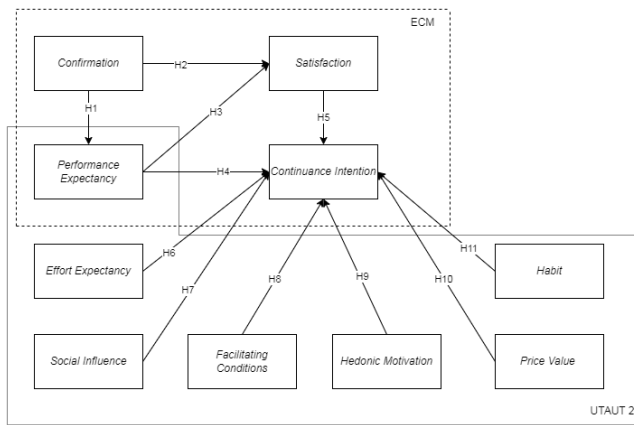 ECM
Confirmation
H2
Satisfaction
H1
H3
H5
Performance
Expectancy
H4
Continuance Intention
Effort Expectancy
H6
H11
Habit
H7
H8
H9
H10
Social Influence
Facilitating
Conditions
Hedonic Motivation
Price Value
UTAUT 2